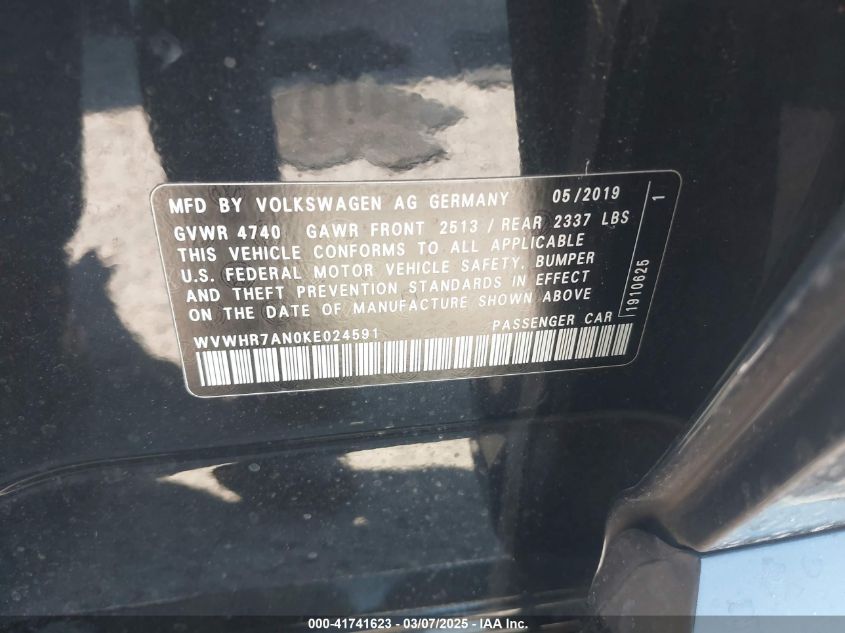 MFD BY VOLKSWAGEN AG GERMANY 05/2019
GVWR 4740 GAWR FRONT 2513 / REAR 2337 LBS
THIS VEHICLE CONFORMS TO ALL APPLICABLE
U.S. FEDERAL MOTOR VEHICLE SAFETY, BUMPER
AND THEFT PREVENTION STANDARDS IN EFFECT
ON THE DATE OF MANUFACTURE SHOWN ABOVE
WVWHR7AN0KE024591 PASSENGER CAR
1910625 1
000-41741623 - 03/07/2025 - IAA Inc.